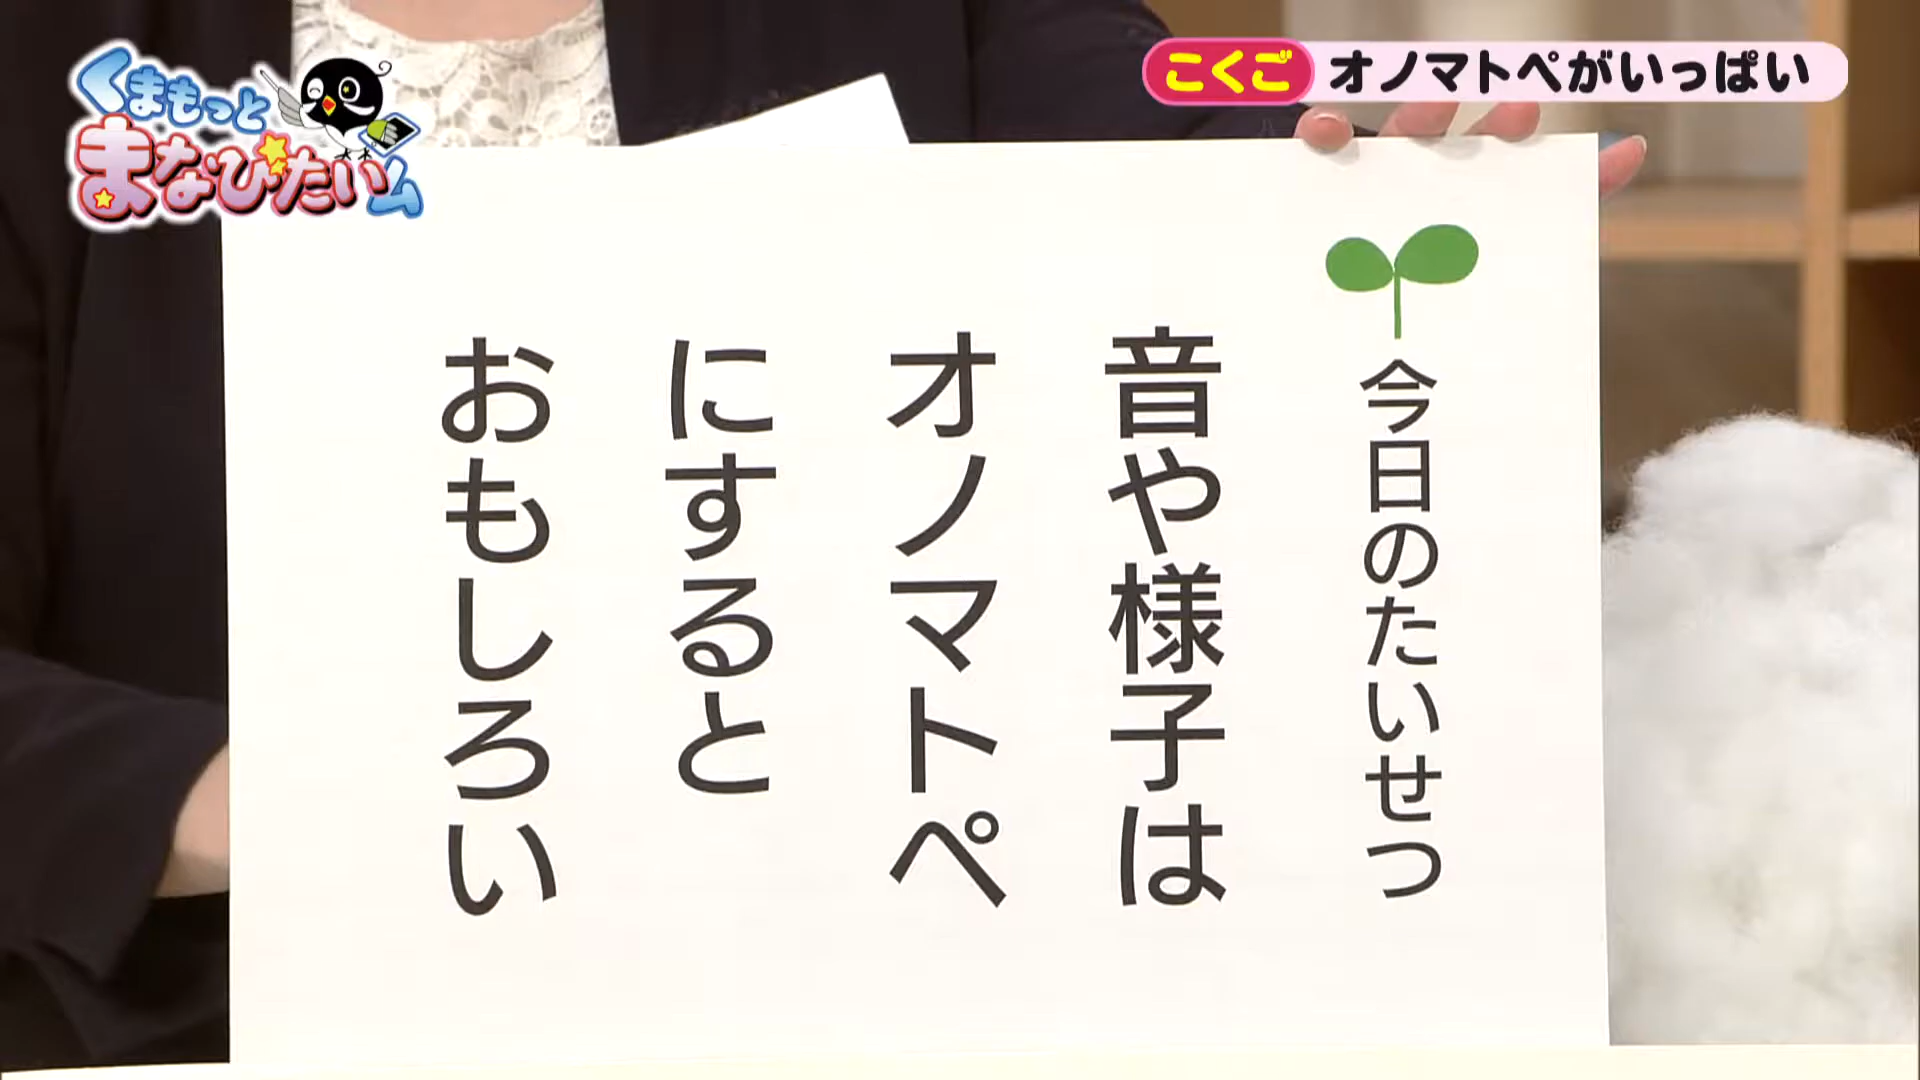 くまもっと
まなびたいム
こくご オノマトペがいっぱい
今日のたいせつ
音や様子は
オノマトペ
にすると
おもしろい